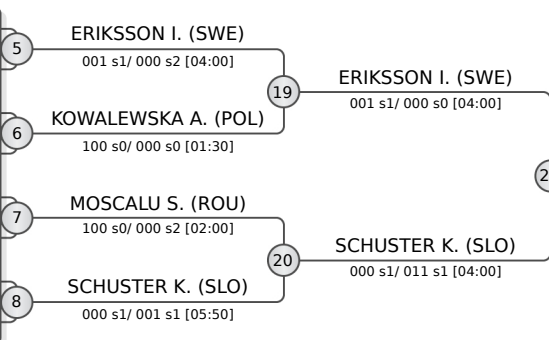 ERIKSSON I. (SWE)
5
001 s1/ 000 s2 [04:00]
19
ERIKSSON I. (SWE)
001 s1/ 000 s0 [04:00]
KOWALEWSKA A. (POL)
6
100 s0/ 000 s0 [01:30]
MOSCALU S. (ROU)
7
100 s0/ 000 s2 [02:00]
20
SCHUSTER K. (SLO)
000 s1/ 011 s1 [04:00]
SCHUSTER K. (SLO)
8
000 s1/ 001 s1 [05:50]